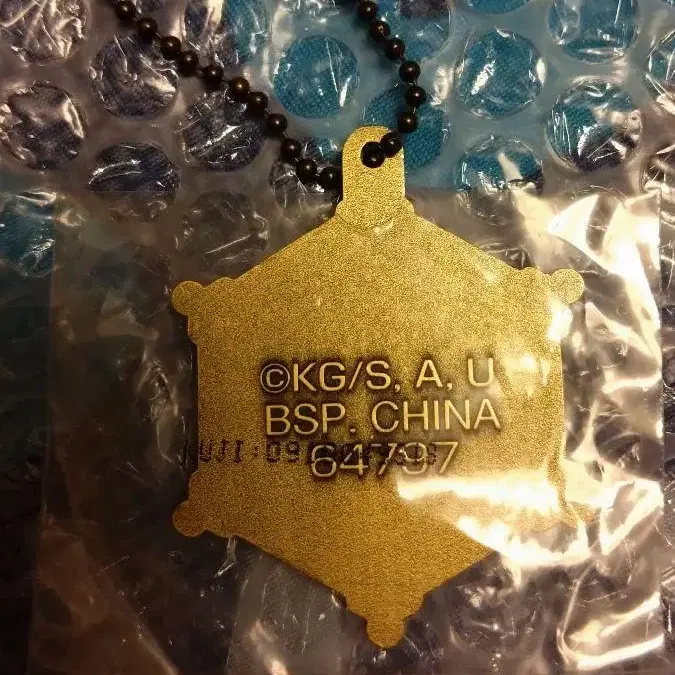 ©KG/S, A, U
BSP. CHINA
64797